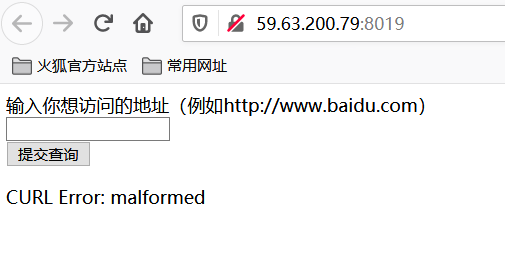 59.63.200.79:8019
火狐官方站点 常用网址
输入你想访问的地址（例如http://www.baidu.com）
提交查询
CURL Error: malformed